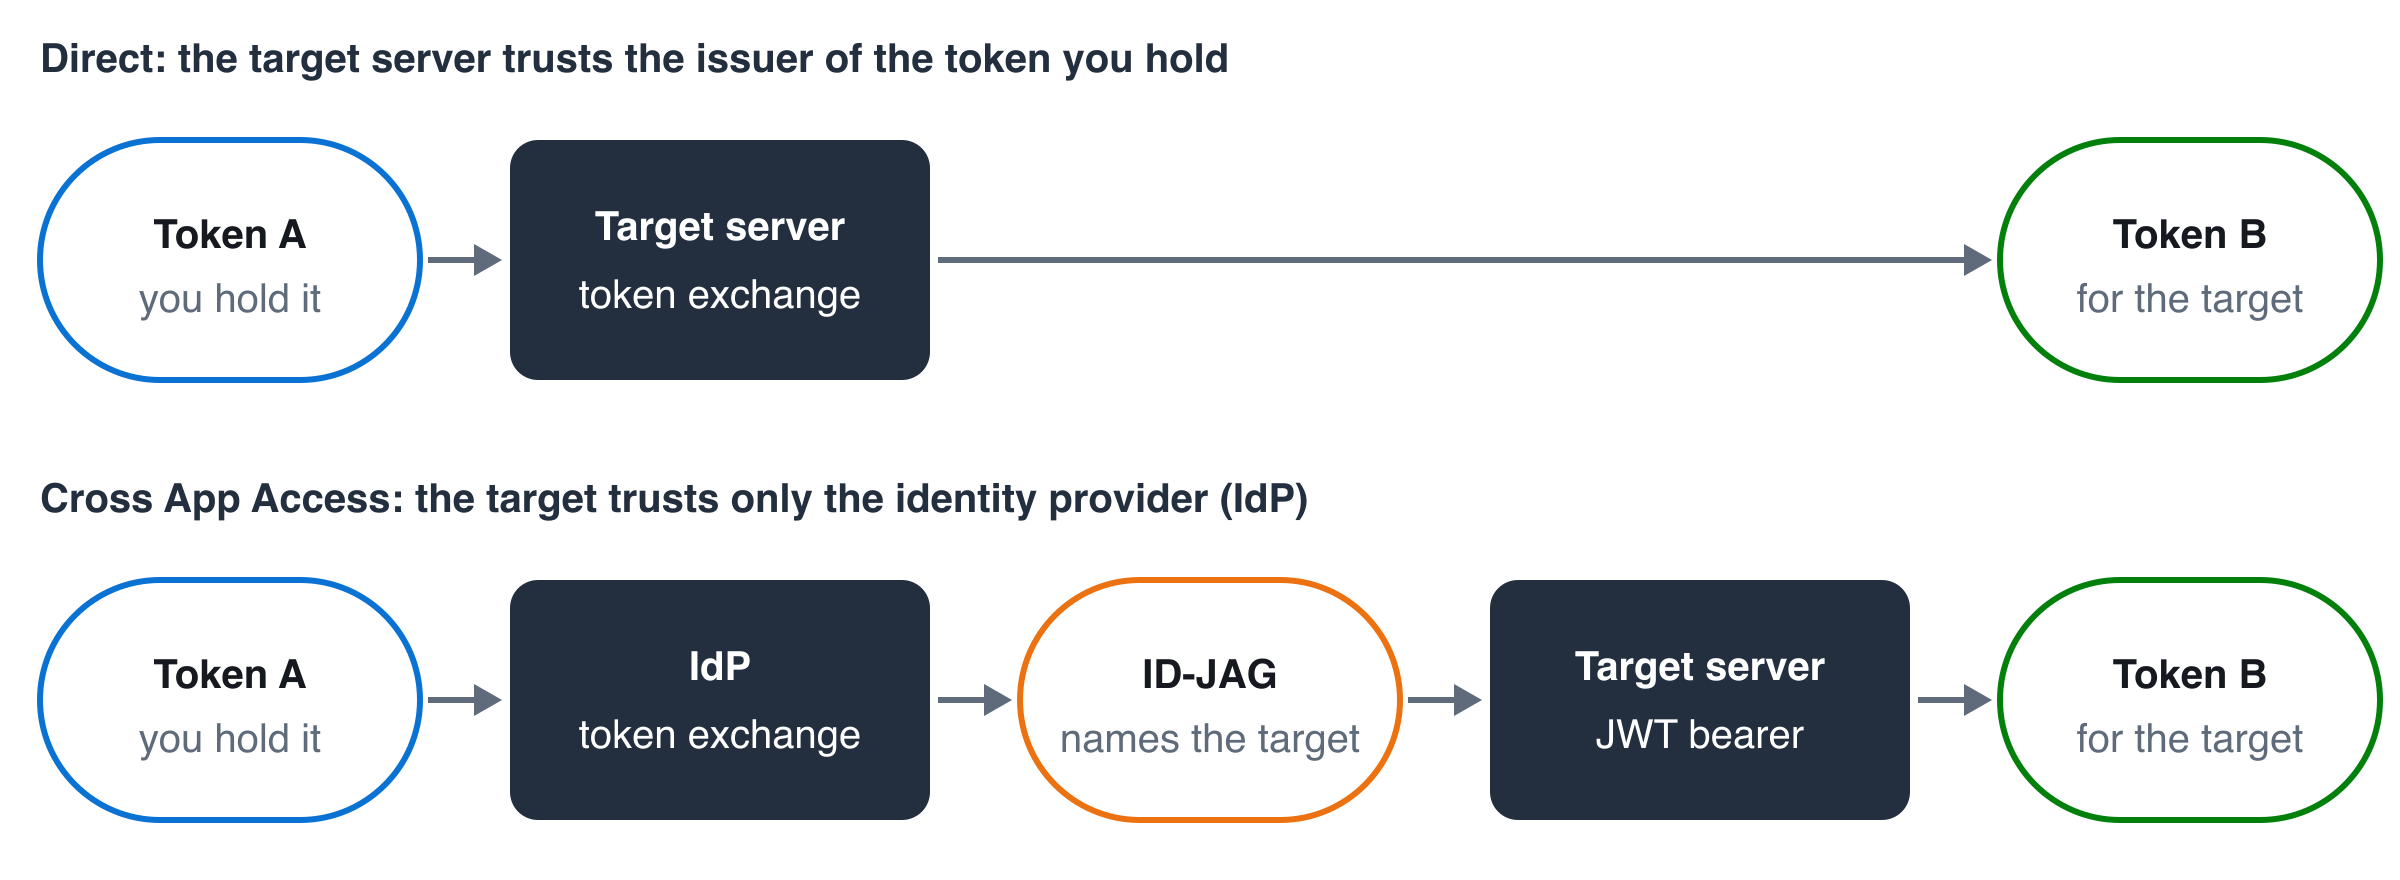 Direct: the target server trusts the issuer of the token you hold
Token A
you hold it
Target server
token exchange
Token B
for the target
Cross App Access: the target trusts only the identity provider (IdP)
Token A
you hold it
IdP
token exchange
ID-JAG
names the target
Target server
JWT bearer
Token B
for the target